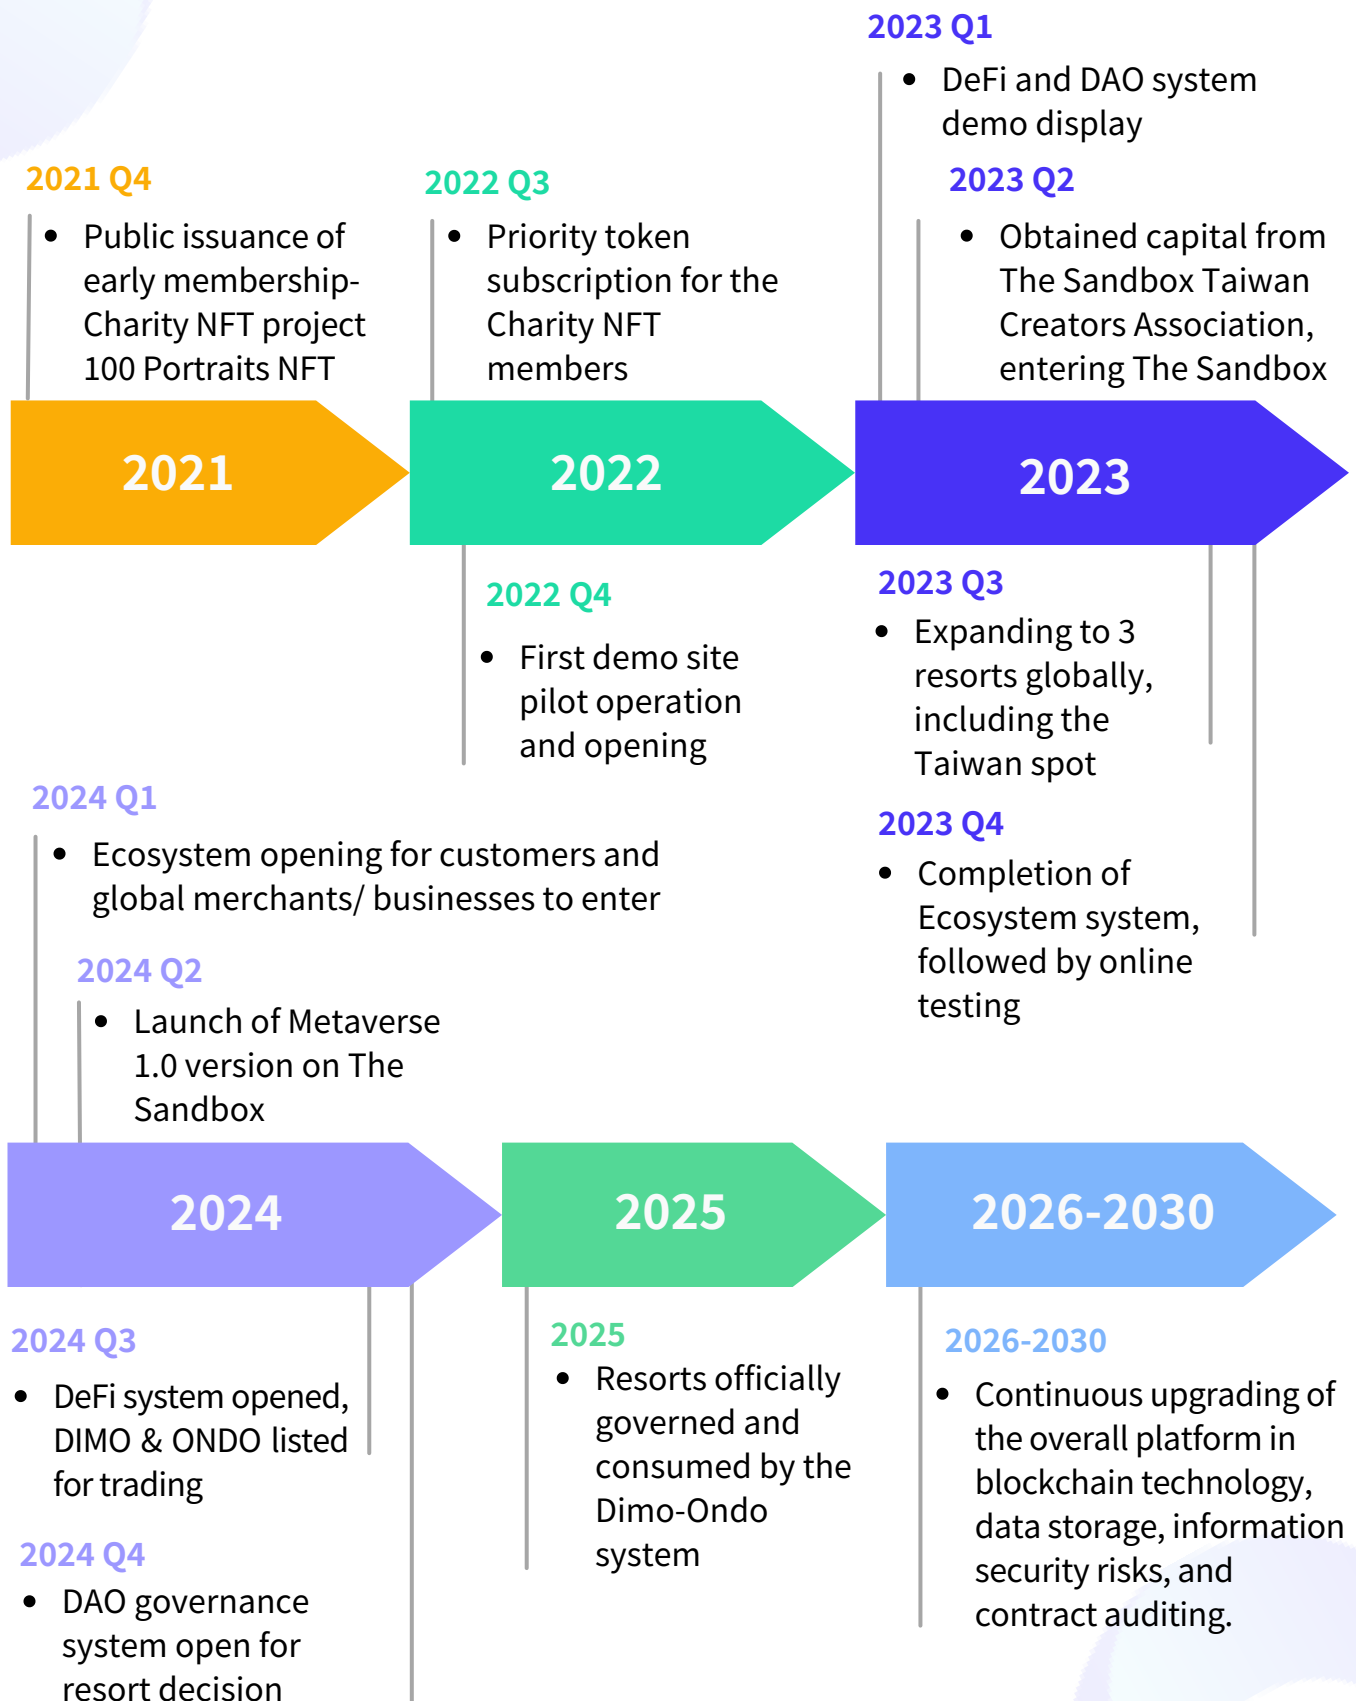 2021 Q4
• Public issuance of
early membership-
Charity NFT project
100 Portraits NFT
2022 Q3
• Priority token
subscription for the
Charity NFT
members
2023 Q1
• DeFi and DAO system
demo display
2023 Q2
• Obtained capital from
The Sandbox Taiwan
Creators Association,
entering The Sandbox
2021
2022
2023
2022 Q4
• First demo site
pilot operation
and opening
2023 Q3
• Expanding to 3
resorts globally,
including the
Taiwan spot
2023 Q4
• Completion of
Ecosystem system,
followed by online
testing
2024 Q1
• Ecosystem opening for customers and
global merchants/ businesses to enter
2024 Q2
• Launch of Metaverse
1.0 version on The
Sandbox
2024
2025
2026-2030
2024 Q3
• DeFi system opened,
DIMO & ONDO listed
for trading
2024 Q4
• DAO governance
system open for
resort decision
2025
• Resorts officially
governed and
consumed by the
Dimo-Ondo
system
2026-2030
• Continuous upgrading of
the overall platform in
blockchain technology,
data storage, information
security risks, and
contract auditing.